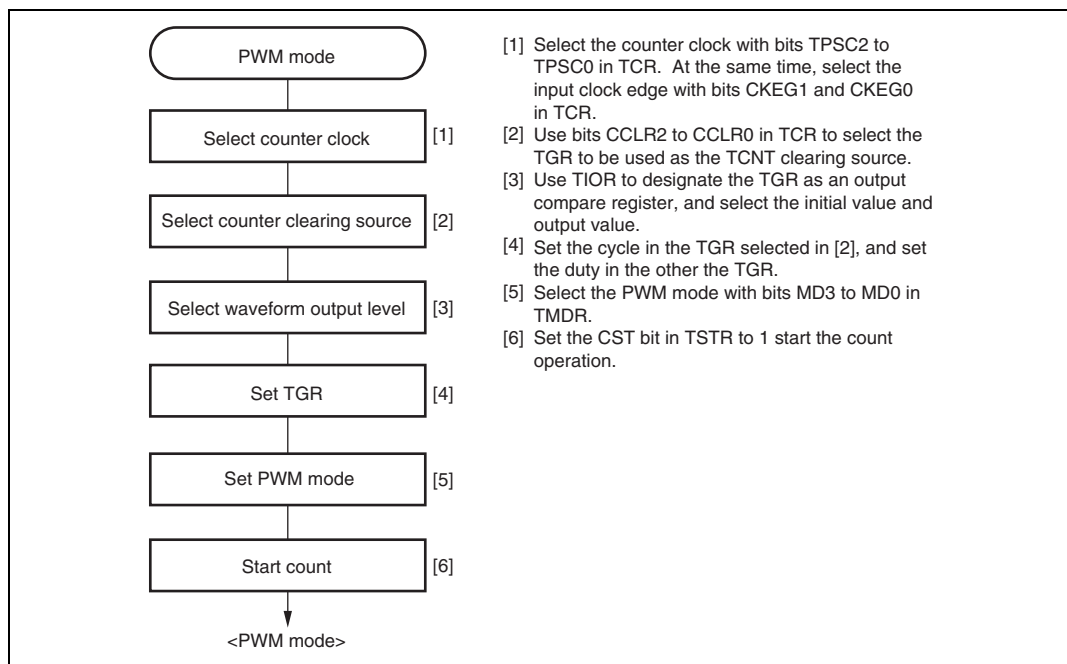 PWM mode
Select counter clock [1]
Select counter clearing source [2]
Select waveform output level [3]
Set TGR [4]
Set PWM mode [5]
Start count [6]
<PWM mode>
[1] Select the counter clock with bits TPSC2 to
TPSC0 in TCR. At the same time, select the
input clock edge with bits CKEG1 and CKEG0
in TCR.
[2] Use bits CCLR2 to CCLR0 in TCR to select the
TGR to be used as the TCNT clearing source.
[3] Use TIOR to designate the TGR as an output
compare register, and select the initial value and
output value.
[4] Set the cycle in the TGR selected in [2], and set
the duty in the other the TGR.
[5] Select the PWM mode with bits MD3 to MD0 in
TMDR.
[6] Set the CST bit in TSTR to 1 start the count
operation.